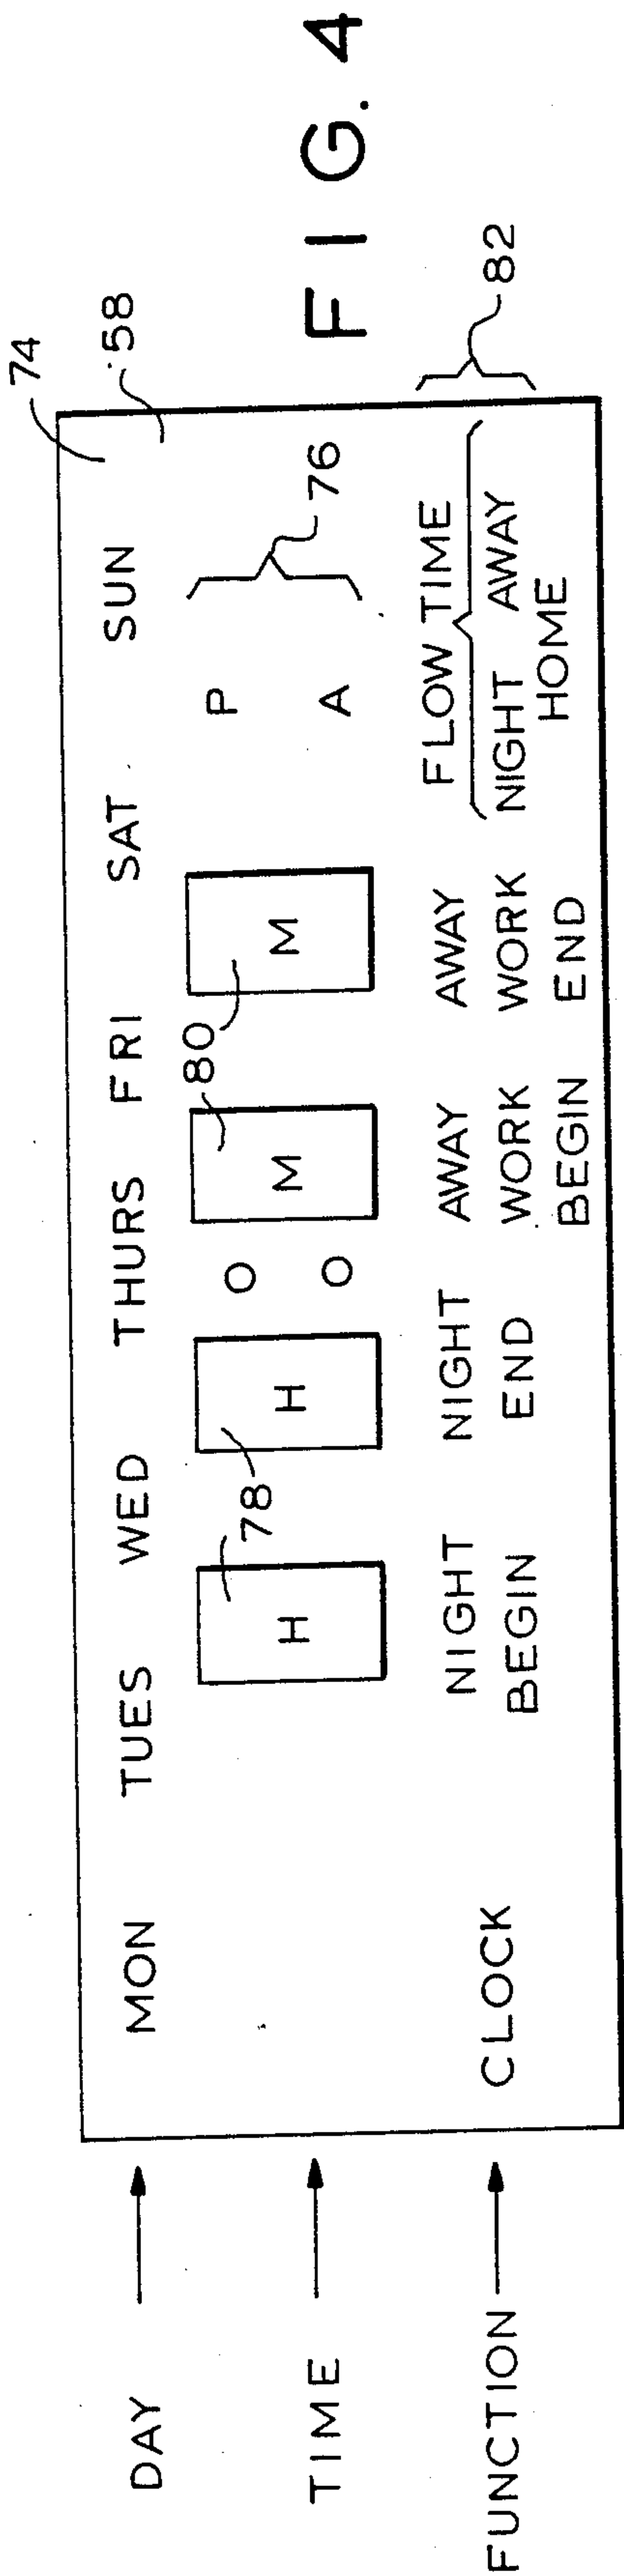 FIG. 4
74
58
DAY MON TUES WED THURS FRI SAT SUN
78 80
TIME H H O O M M P A 76
FUNCTION CLOCK
NIGHT BEGIN
NIGHT END
AWAY WORK BEGIN
AWAY WORK END
FLOW TIME
NIGHT AWAY
HOME
82